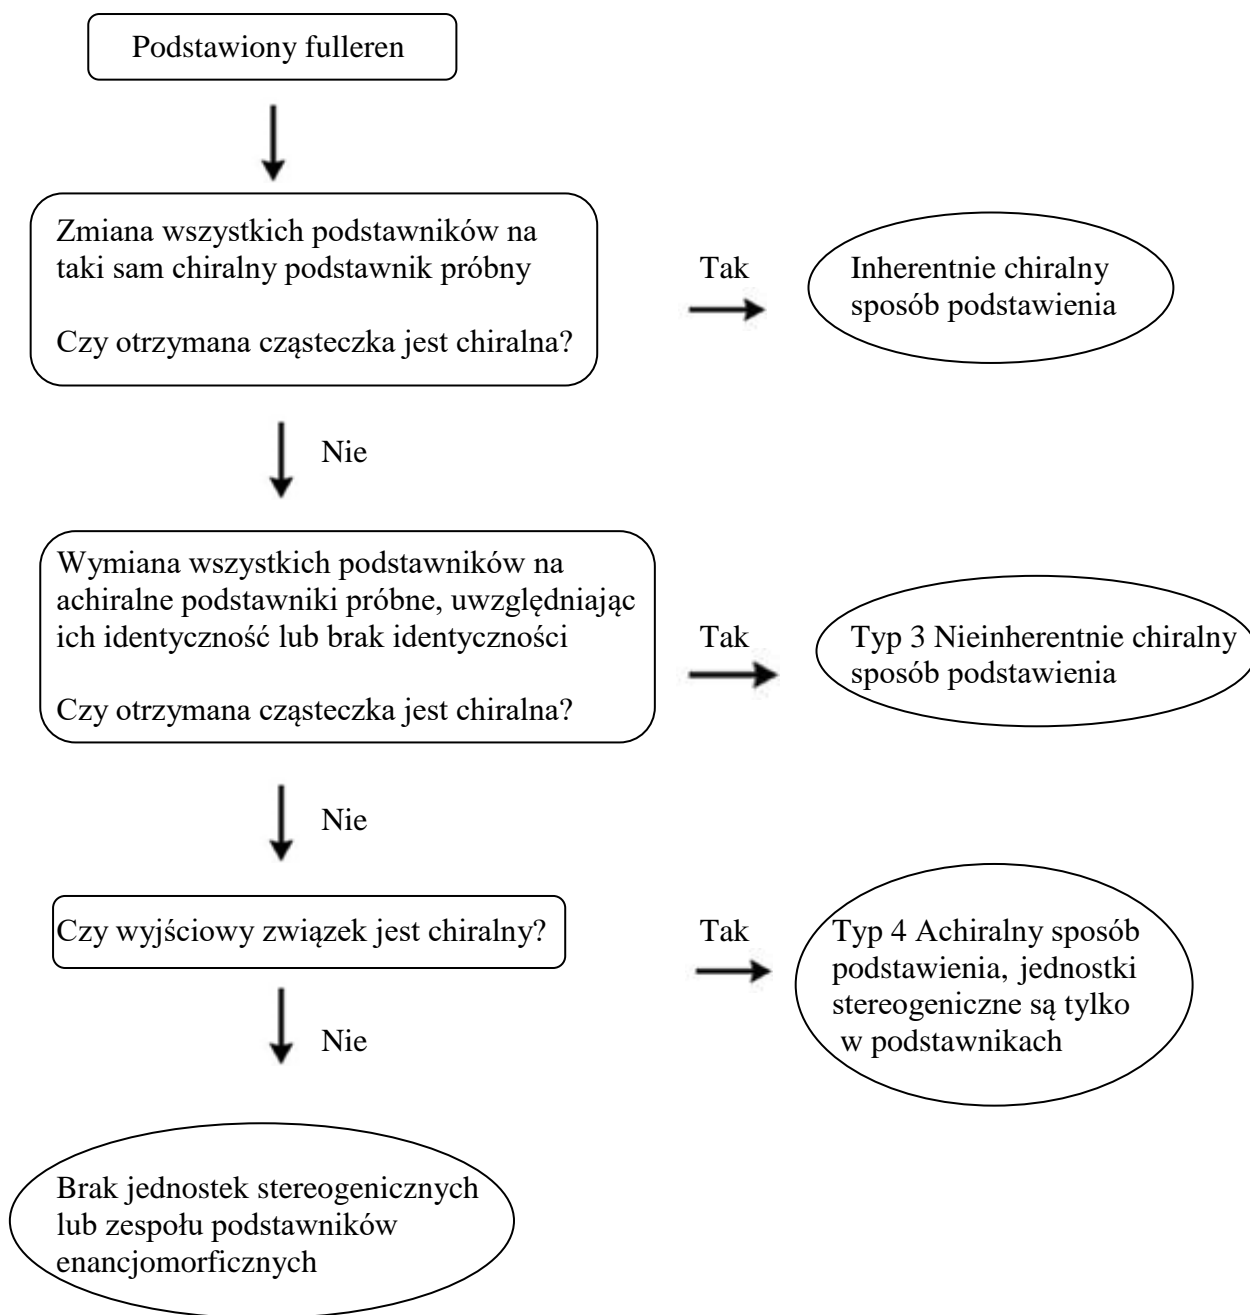 Podstawiony fulleren
Zmiana wszystkich podstawników na
taki sam chiralny podstawnik próbny
Czy otrzymana cząsteczka jest chiralna?
Tak
Inherentnie chiralny
sposób podstawienia
Nie
Wymiana wszystkich podstawników na
achiralne podstawniki próbne, uwzględniając
ich identyczność lub brak identyczności
Czy otrzymana cząsteczka jest chiralna?
Tak
Typ 3 Nieinherentnie chiralny
sposób podstawienia
Nie
Czy wyjściowy związek jest chiralny?
Tak
Typ 4 Achiralny sposób
podstawienia, jednostki
stereogeniczne są tylko
w podstawnikach
Nie
Brak jednostek stereogenicznych
lub zespołu podstawników
enancjomorficznych